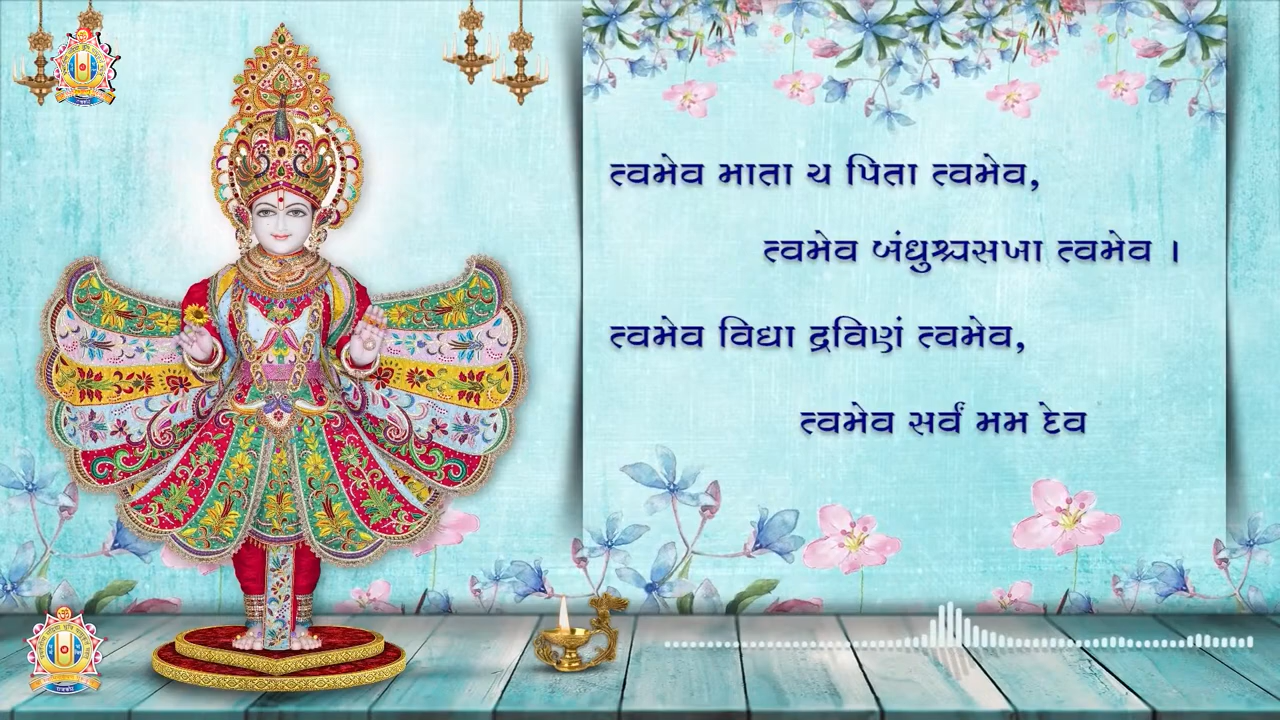 ત્વમેવ માતા ચ પિતા ત્વમેવ,
ત્વમેવ બંધુશ્ચસખા ત્વમેવ ।
ત્વમેવ વિદ્યા દ્રવિણં ત્વમેવ,
ત્વમેવ સર્વં મમ દેવ